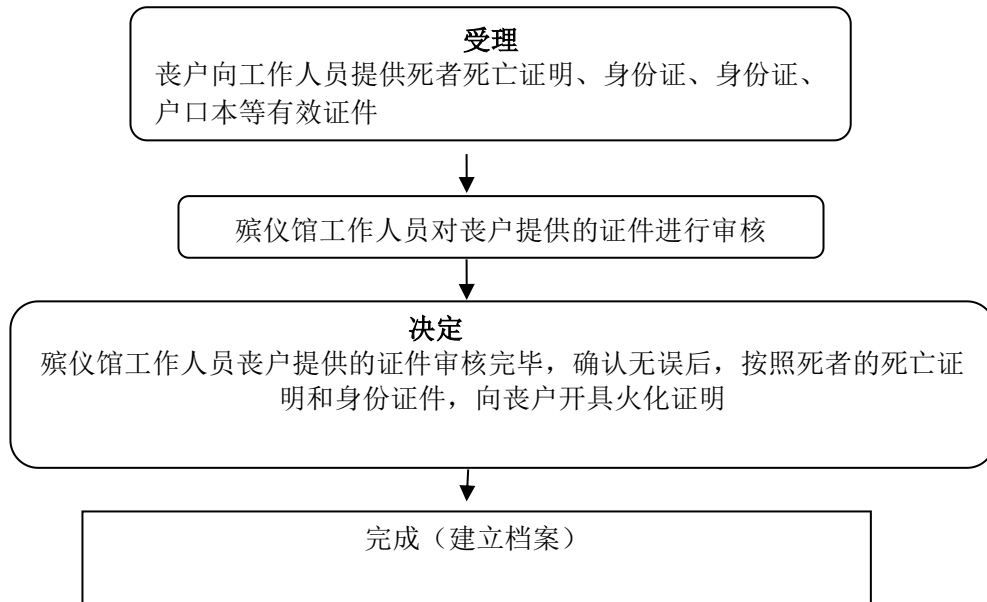 受理
丧户向工作人员提供死者死亡证明、身份证、身份证、
户口本等有效证件
殡仪馆工作人员对丧户提供的证件进行审核
决定
殡仪馆工作人员丧户提供的证件审核完毕，确认无误后，按照死者的死亡证
明和身份证件，向丧户开具火化证明
完成（建立档案）